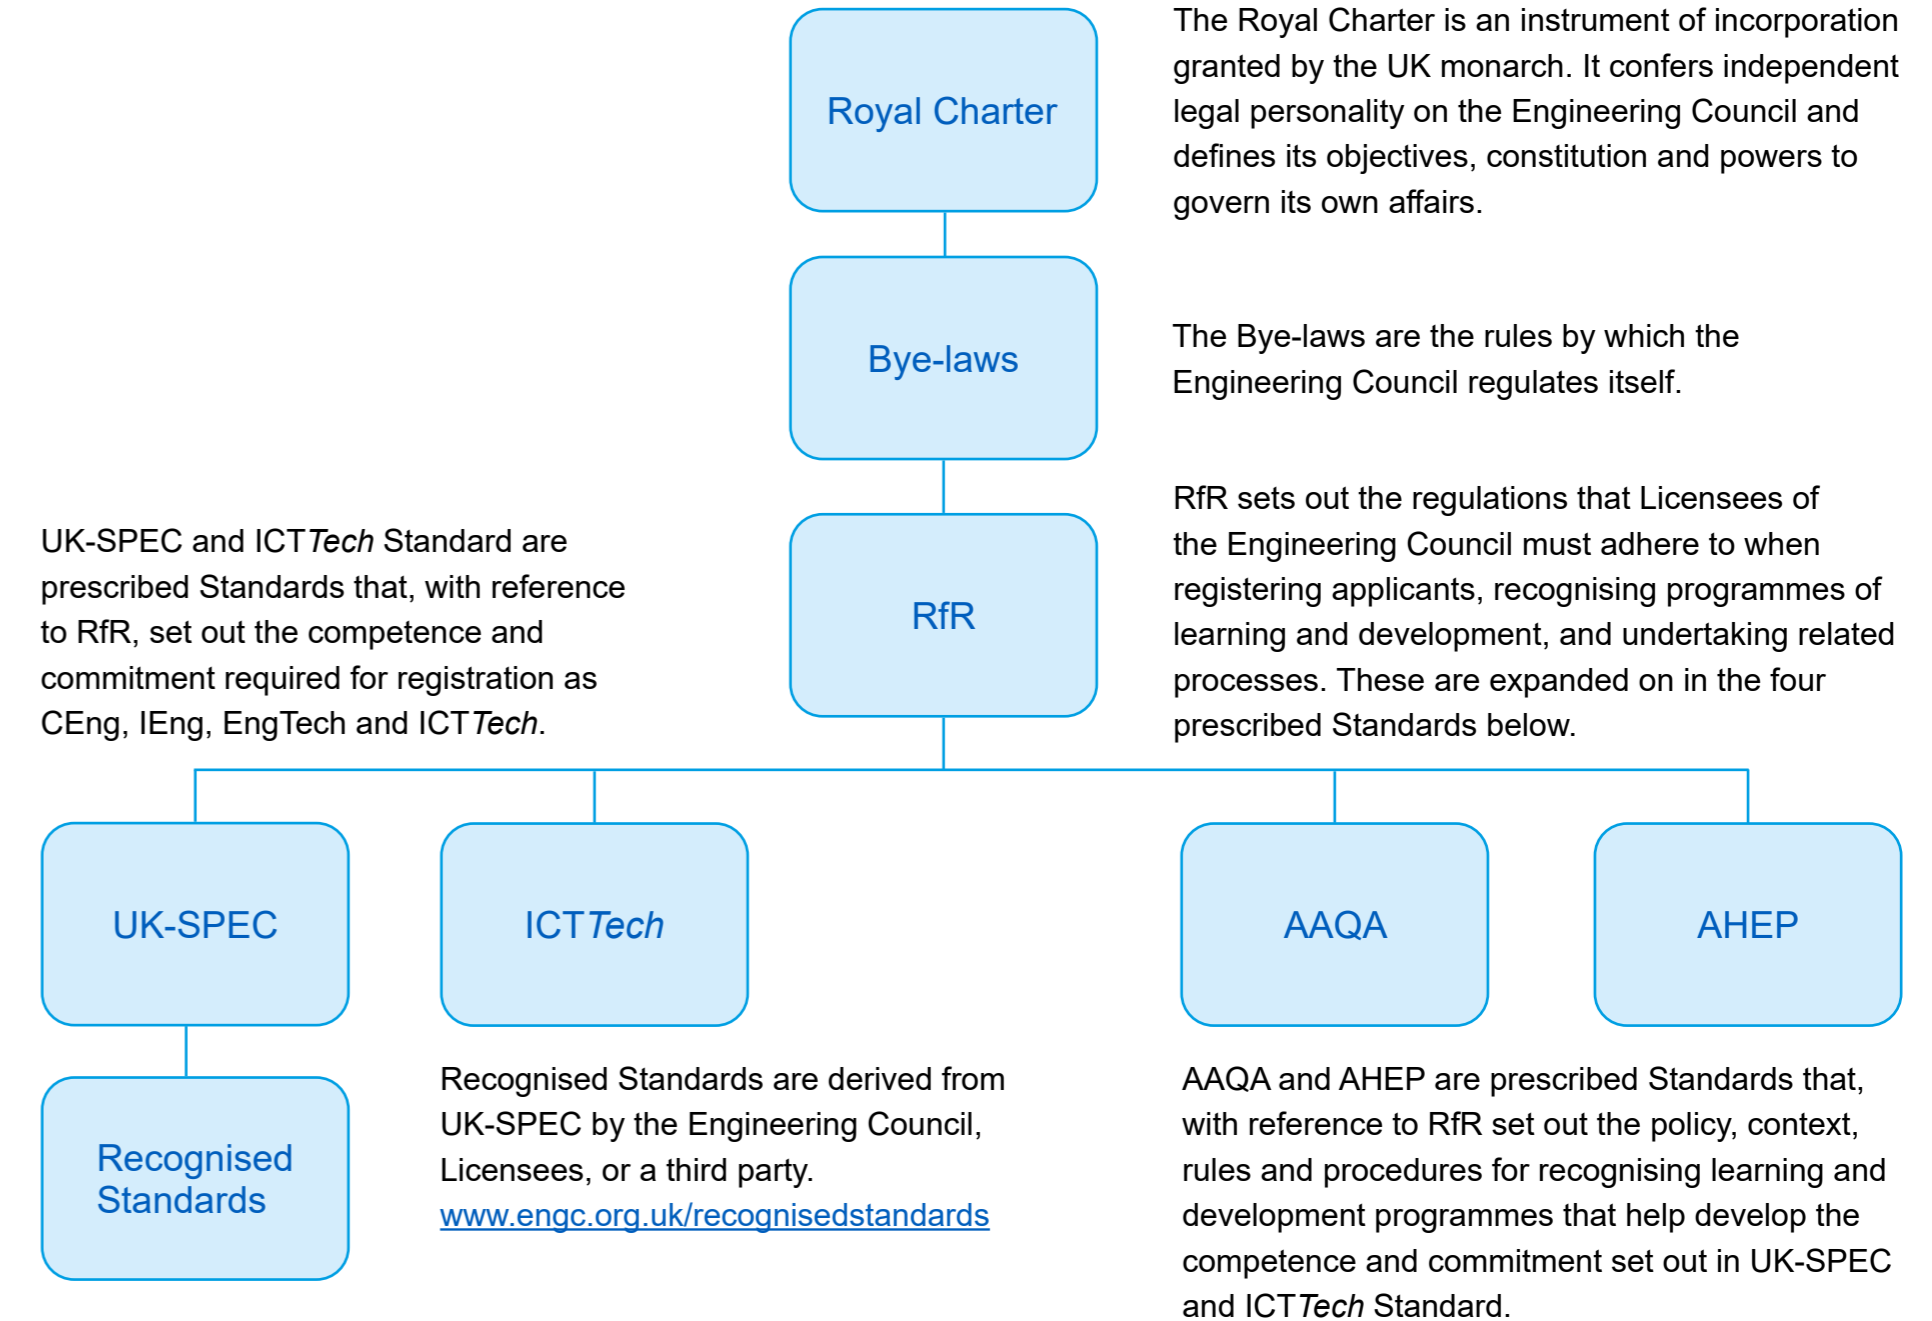 Royal Charter
The Royal Charter is an instrument of incorporation
granted by the UK monarch. It confers independent
legal personality on the Engineering Council and
defines its objectives, constitution and powers to
govern its own affairs.
Bye-laws
The Bye-laws are the rules by which the
Engineering Council regulates itself.
UK-SPEC and ICTTech Standard are
prescribed Standards that, with reference
to RfR, set out the competence and
commitment required for registration as
CEng, IEng, EngTech and ICTTech.
RfR
RfR sets out the regulations that Licensees of
the Engineering Council must adhere to when
registering applicants, recognising programmes of
learning and development, and undertaking related
processes. These are expanded on in the four
prescribed Standards below.
UK-SPEC
ICTTech
AAQA
AHEP
Recognised
Standards
Recognised Standards are derived from
UK-SPEC by the Engineering Council,
Licensees, or a third party.
www.engc.org.uk/recognisedstandards
AAQA and AHEP are prescribed Standards that,
with reference to RfR set out the policy, context,
rules and procedures for recognising learning and
development programmes that help develop the
competence and commitment set out in UK-SPEC
and ICTTech Standard.